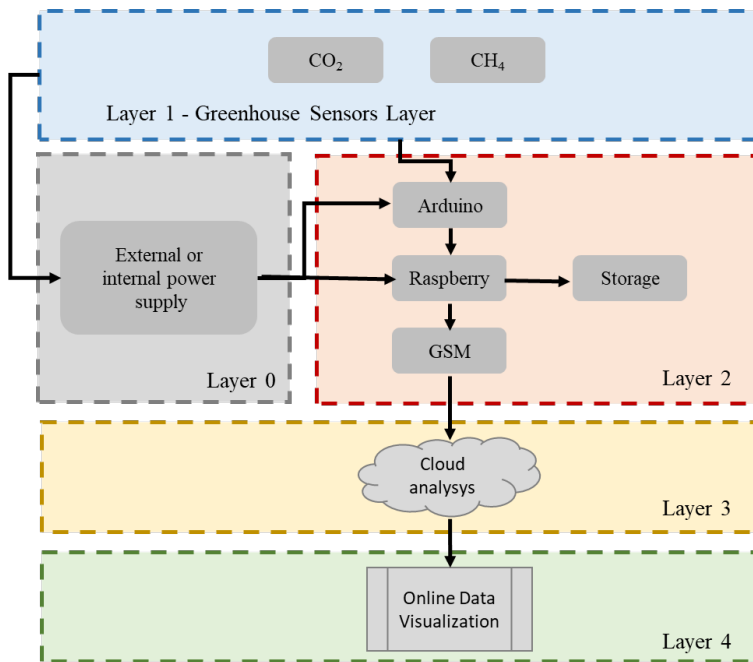 CO₂
CH₄
Layer 1 - Greenhouse Sensors Layer
Arduino
External or
internal power
supply
Raspberry
Storage
GSM
Layer 0
Layer 2
Cloud
analysys
Layer 3
Online Data
Visualization
Layer 4